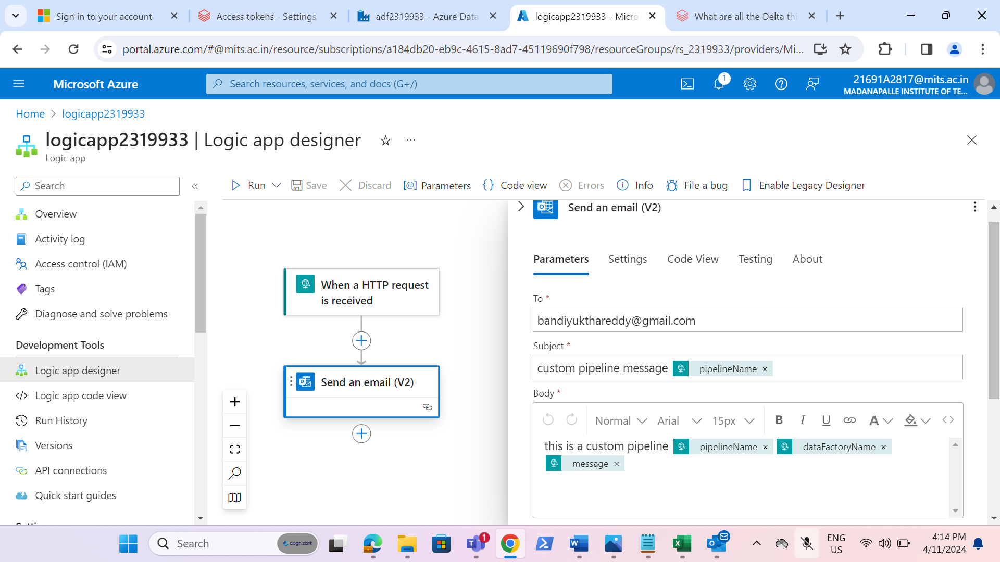 Sign in to your account
Access tokens - Settings
adf2319933 - Azure Data
logicapp2319933 - Micro
What are all the Delta thi
portal.azure.com/#@mits.ac.in/resource/subscriptions/a184db20-eb9c-4615-8ad7-45119690f798/resourceGroups/rs_2319933/providers/Mi...
Microsoft Azure
Search resources, services, and docs (G+/)
1
21691A2817@mits.ac.in
MADANAPALLE INSTITUTE OF TE...
Home > logicapp2319933
logicapp2319933 | Logic app designer
Logic app
Search
Run
Save
Discard
Parameters
Code view
Errors
Info
File a bug
Enable Legacy Designer
Overview
Activity log
Access control (IAM)
Tags
Diagnose and solve problems
Development Tools
Logic app designer
Logic app code view
Run History
Versions
API connections
Quick start guides
When a HTTP request
is received
Send an email (V2)
Send an email (V2)
Parameters
Settings
Code View
Testing
About
To *
bandiyukthareddy@gmail.com
Subject *
custom pipeline message pipelineName ×
Body *
Normal
Arial
15px
B I U A
this is a custom pipeline pipelineName × dataFactoryName ×
message ×
Search
cognizant
1
ENG
US
4:14 PM
4/11/2024